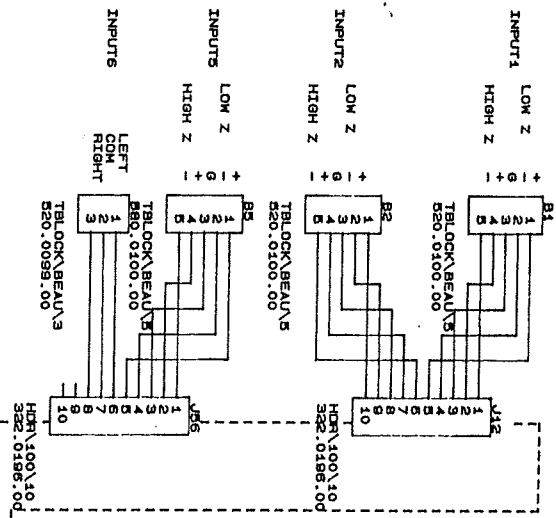 INPUT1
B1
LOW Z
+ 1
- 2
G 3
HIGH Z
+ 4
- 5
TBLOCK\BEAU\5
520.0100.00
J12
1
2
3
4
5
6
7
8
9
10
HDR\100\10
322.0196.00
INPUT2
B2
LOW Z
+ 1
- 2
G 3
HIGH Z
+ 4
- 5
TBLOCK\BEAU\5
520.0100.00
INPUT5
B5
LOW Z
+ 1
- 2
G 3
HIGH Z
+ 4
- 5
TBLOCK\BEAU\5
580.0100.00
J56
1
2
3
4
5
6
7
8
9
10
HDR\100\10
322.0196.00
INPUT6
LEFT 1
COM 2
RIGHT 3
TBLOCK\BEAU\3
520.0099.00